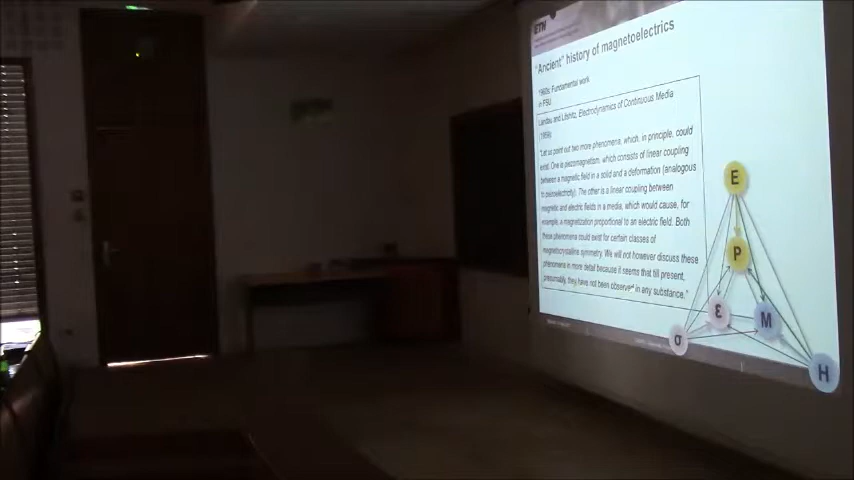 ETH
"Ancient" history of magnetoelectrics
1960s: Fundamental work
in FSU
Landau and Lifshitz, Electrodynamics of Continuous Media
(1959)
"Let us point out two more phenomena, which, in principle, could
exist. One is piezomagnetism, which consists of linear coupling
between a magnetic field in a solid and a deformation (analogous
to piezoelectricity). The other is a linear coupling between
magnetic and electric fields in a media, which would cause, for
example, a magnetization proportional to an electric field. Both
these phenomena could exist for certain classes of
magnetocrystalline symmetry. We will not however discuss these
phenomena in more detail because it seems that till present,
presumably, they have not been observed in any substance."
E
P
ε
M
σ
H